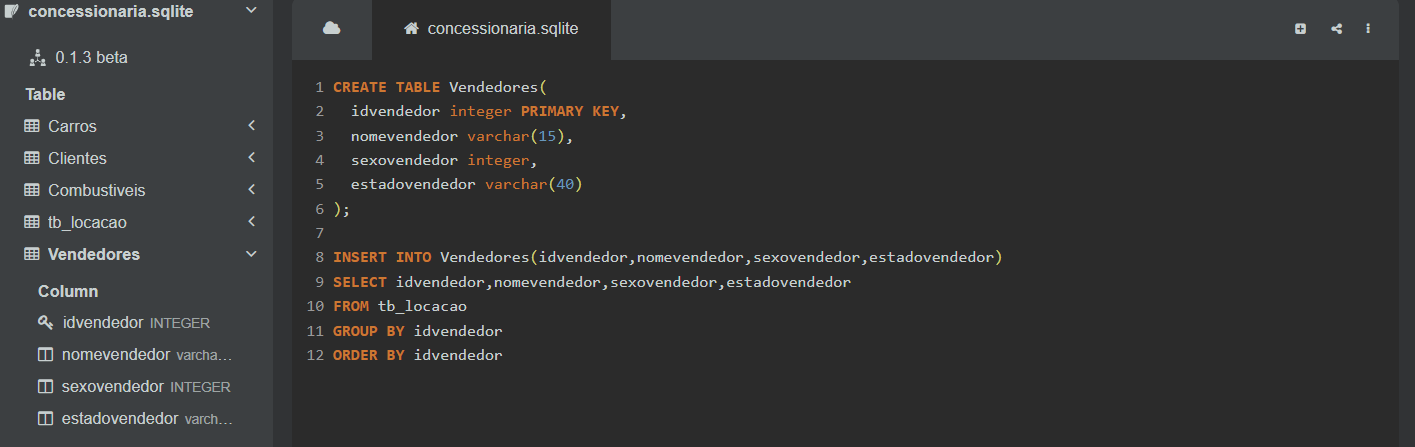 concessionaria.sqlite
0.1.3 beta
Table
Carros
Clientes
Combustiveis
tb_locacao
Vendedores
Column
idvendedor INTEGER
nomevendedor varcha...
sexovendedor INTEGER
estadovendedor varch...
concessionaria.sqlite
1 CREATE TABLE Vendedores(
2 idvendedor integer PRIMARY KEY,
3 nomevendedor varchar(15),
4 sexovendedor integer,
5 estadovendedor varchar(40)
6 );
7
8 INSERT INTO Vendedores(idvendedor,nomevendedor,sexovendedor,estadovendedor)
9 SELECT idvendedor,nomevendedor,sexovendedor,estadovendedor
10 FROM tb_locacao
11 GROUP BY idvendedor
12 ORDER BY idvendedor